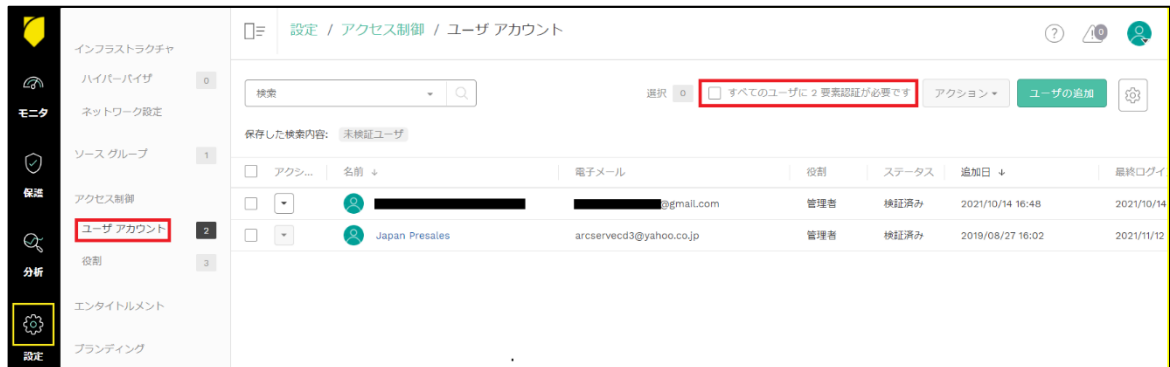 設定 / アクセス制御 / ユーザ アカウント
0
モニタ
保護
分析
設定
インフラストラクチャ
ハイパーバイザ 0
ネットワーク設定
ソース グループ 1
アクセス制御
ユーザ アカウント 2
役割 3
エンタイトルメント
ブランディング
検索
選択 0 すべてのユーザに 2 要素認証が必要です アクション ユーザの追加
保存した検索内容: 未検証ユーザ
アクシ... 名前 ↓ 電子メール 役割 ステータス 追加日 ↓ 最終ログイ
@gmail.com 管理者 検証済み 2021/10/14 16:48 2021/10/14
Japan Presales arcservecd3@yahoo.co.jp 管理者 検証済み 2019/08/27 16:02 2021/11/12